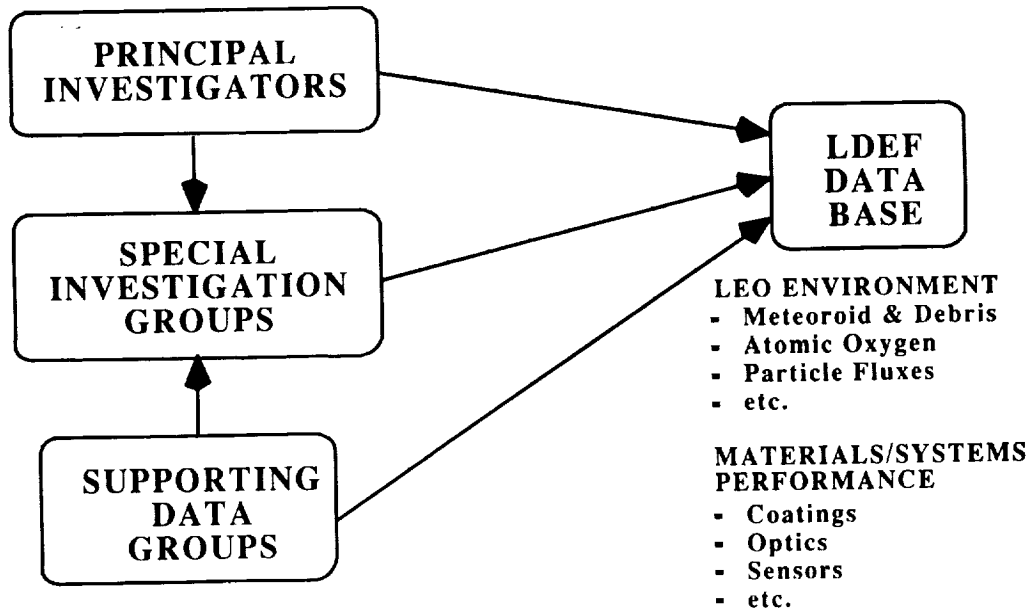 PRINCIPAL
INVESTIGATORS
SPECIAL
INVESTIGATION
GROUPS
SUPPORTING
DATA
GROUPS
LDEF
DATA
BASE
LEO ENVIRONMENT
- Meteoroid & Debris
- Atomic Oxygen
- Particle Fluxes
- etc.
MATERIALS/SYSTEMS
PERFORMANCE
- Coatings
- Optics
- Sensors
- etc.